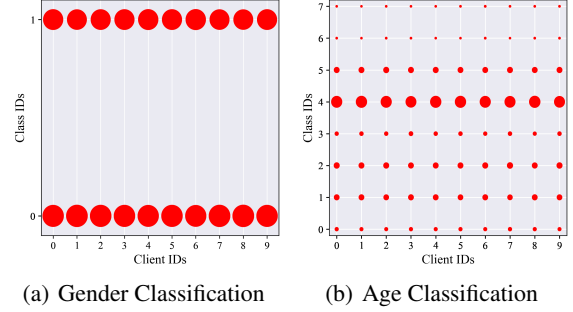 1
0
Class IDs
0 1 2 3 4 5 6 7 8 9
Client IDs
(a) Gender Classification
7
6
5
4
3
2
1
0
Class IDs
0 1 2 3 4 5 6 7 8 9
Client IDs
(b) Age Classification